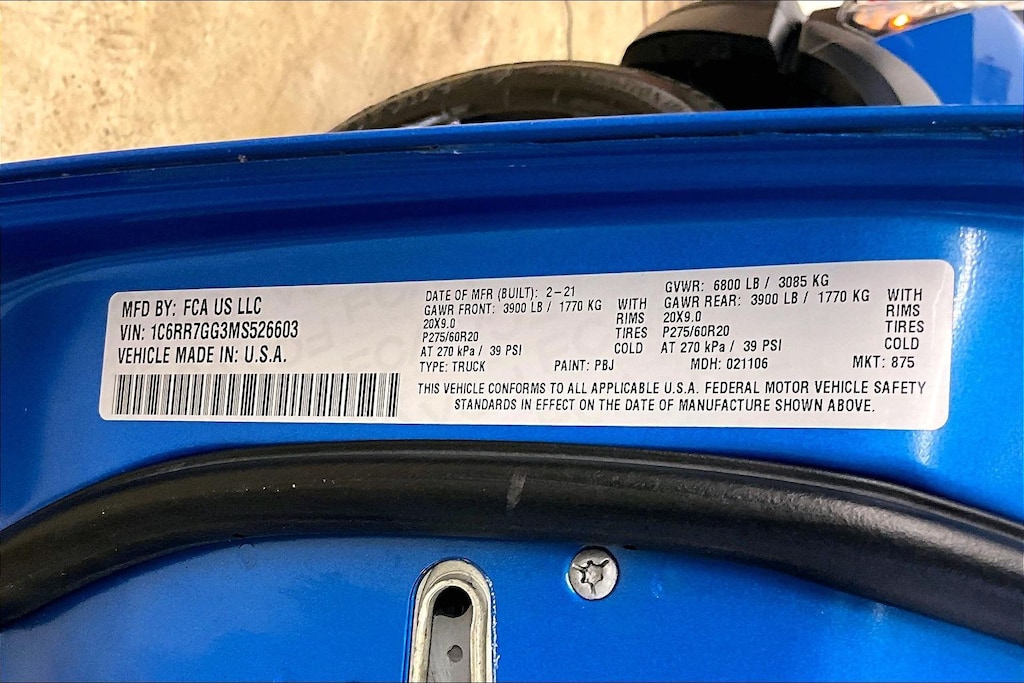 MFD BY: FCA US LLC
VIN: 1C6RR7GG3MS526603
VEHICLE MADE IN: U.S.A.
DATE OF MFR (BUILT): 2-21
GAWR FRONT: 3900 LB / 1770 KG WITH
20X9.0 RIMS
P275/60R20 TIRES
AT 270 kPa / 39 PSI COLD
GVWR: 6800 LB / 3085 KG
GAWR REAR: 3900 LB / 1770 KG WITH
20X9.0 RIMS
P275/60R20 TIRES
AT 270 kPa / 39 PSI COLD
TYPE: TRUCK PAINT: PBJ MDH: 021106 MKT: 875
THIS VEHICLE CONFORMS TO ALL APPLICABLE U.S.A. FEDERAL MOTOR VEHICLE SAFETY
STANDARDS IN EFFECT ON THE DATE OF MANUFACTURE SHOWN ABOVE.